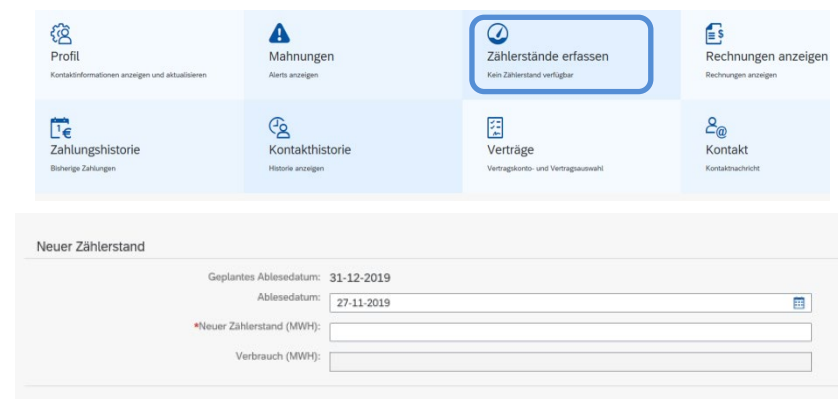 Profil
Kontaktinformationen anzeigen und aktualisieren
Mahnungen
Alerts anzeigen
Zählerstände erfassen
Kein Zählerstand verfügbar
Rechnungen anzeigen
Rechnungen anzeigen
Zahlungshistorie
Bisherige Zahlungen
Kontakthistorie
Historie anzeigen
Verträge
Vertragskonto- und Vertragsauswahl
Kontakt
Kontaktnachricht
Neuer Zählerstand
Geplantes Ablesedatum: 31-12-2019
Ablesedatum: 27-11-2019
*Neuer Zählerstand (MWH):
Verbrauch (MWH):